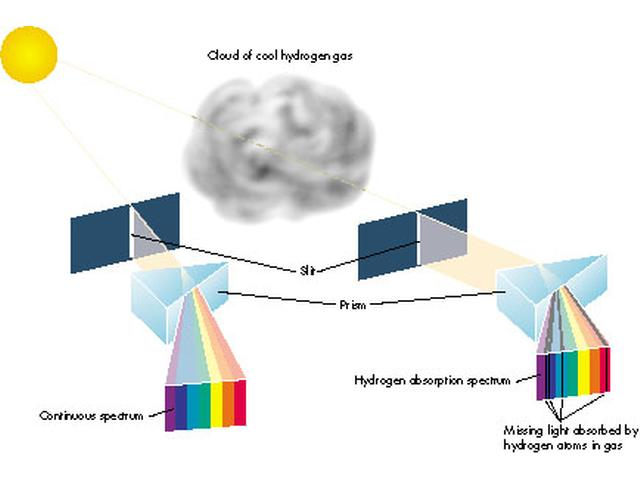 Cloud of cool hydrogen gas
Slit
Prism
Hydrogen absorption spectrum
Continuous spectrum
Missing light absorbed by
hydrogen atoms in gas